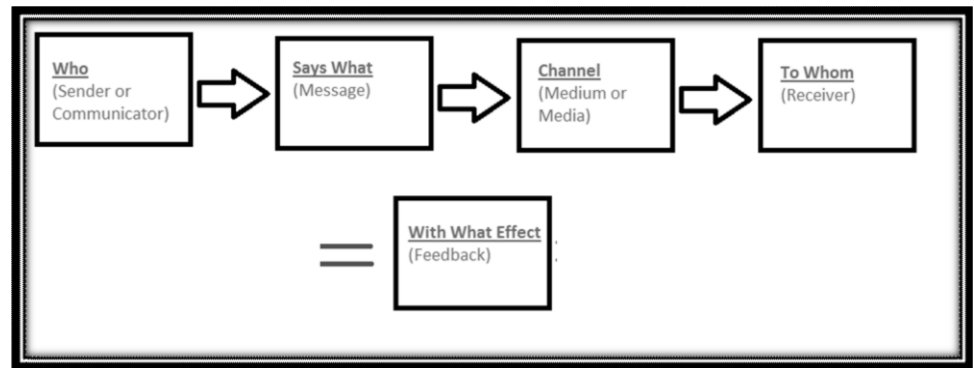 Who
(Sender or
Communicator)
Says What
(Message)
Channel
(Medium or
Media)
To Whom
(Receiver)
=
With What Effect
(Feedback)